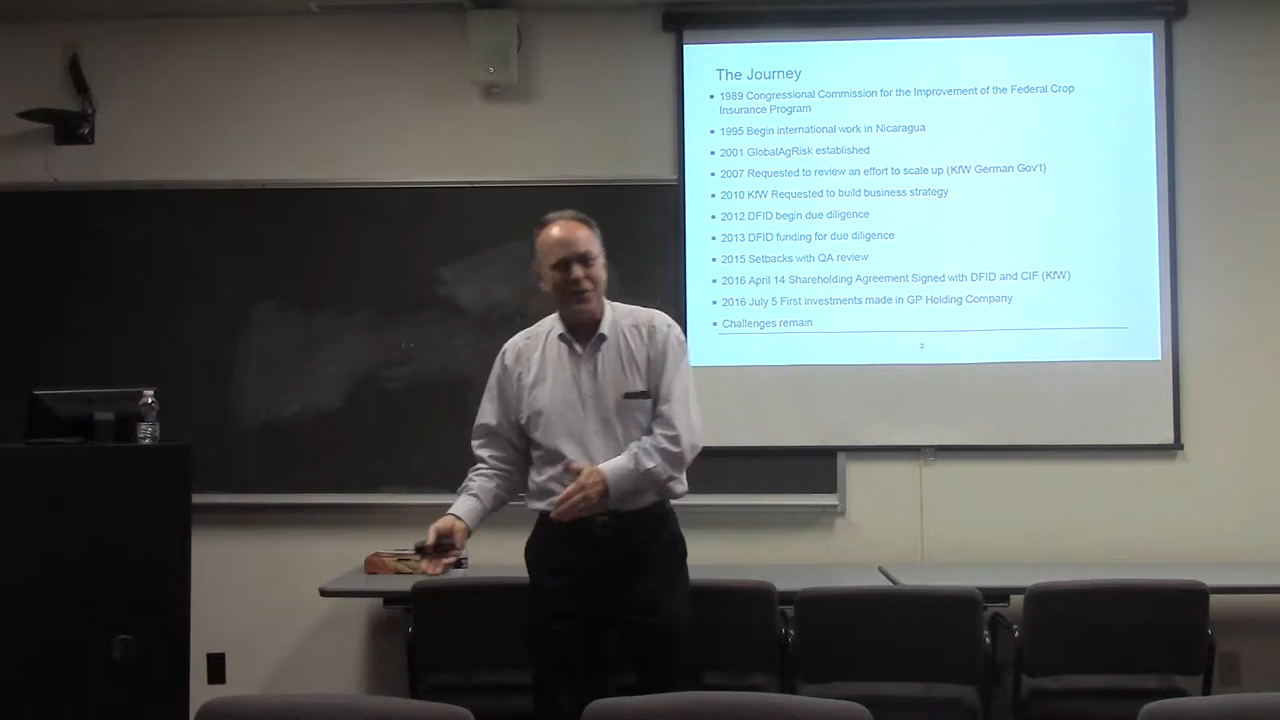 The Journey
1989 Congressional Commission for the Improvement of the Federal Crop
Insurance Program
1995 Begin international work in Nicaragua
2001 GlobalAgRisk established
2007 Requested to review an effort to scale up (KfW German Gov't)
2010 KfW Requested to build business strategy
2012 DFID begin due diligence
2013 DFID funding for due diligence
2015 Setbacks with QA review
2016 April 14 Shareholding Agreement Signed with DFID and CIF (KfW)
2016 July 5 First investments made in GP Holding Company
Challenges remain
2